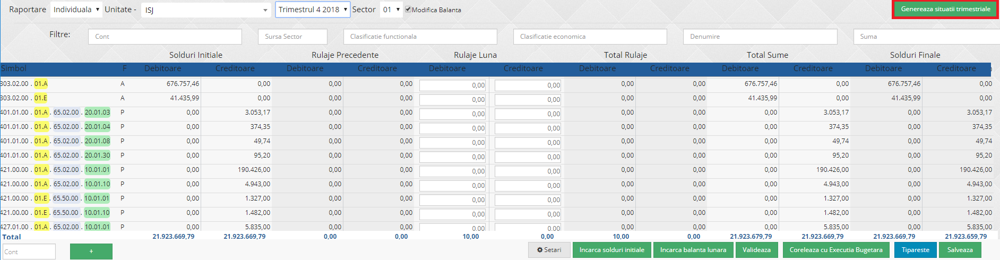 Raportare Individuala Unitate - ISJ Trimestrul 4 2018 Sector 01 Modifica Balanta Genereaza situatii trimestriale
Filtre: Cont Sursa Sector Clasificatie functionala Clasificatie economica Denumire Suma
Solduri Initiale Rulaje Precedente Rulaje Luna Total Rulaje Total Sume Solduri Finale
Simbol F Debitoare Creditoare Debitoare Creditoare Debitoare Creditoare Debitoare Creditoare Debitoare Creditoare Debitoare Creditoare
303.02.00 . 01.A A 676.757,46 0,00 0,00 0,00 0,00 0,00 0,00 0,00 676.757,46 0,00 676.757,46 0,00
303.02.00 . 01.E A 41.435,99 0,00 0,00 0,00 0,00 0,00 0,00 0,00 41.435,99 0,00 41.435,99 0,00
401.01.00 . 01.A . 65.02.00 . 20.01.03 P 0,00 3.053,17 0,00 0,00 0,00 0,00 0,00 0,00 0,00 3.053,17 0,00 3.053,17
401.01.00 . 01.A . 65.02.00 . 20.01.04 P 0,00 374,35 0,00 0,00 0,00 0,00 0,00 0,00 0,00 374,35 0,00 374,35
401.01.00 . 01.A . 65.02.00 . 20.01.08 P 0,00 49,74 0,00 0,00 0,00 0,00 0,00 0,00 0,00 49,74 0,00 49,74
401.01.00 . 01.A . 65.02.00 . 20.01.30 P 0,00 95,20 0,00 0,00 0,00 0,00 0,00 0,00 0,00 95,20 0,00 95,20
421.00.00 . 01.A . 65.02.00 . 10.01.01 P 0,00 190.426,00 0,00 0,00 0,00 0,00 0,00 0,00 0,00 190.426,00 0,00 190.426,00
421.00.00 . 01.A . 65.02.00 . 10.01.10 P 0,00 4.943,00 0,00 0,00 0,00 0,00 0,00 0,00 0,00 4.943,00 0,00 4.943,00
421.00.00 . 01.E . 65.50.00 . 10.01.01 P 0,00 1.327,00 0,00 0,00 0,00 0,00 0,00 0,00 0,00 1.327,00 0,00 1.327,00
421.00.00 . 01.E . 65.50.00 . 10.01.10 P 0,00 1.482,00 0,00 0,00 0,00 0,00 0,00 0,00 0,00 1.482,00 0,00 1.482,00
427.01.00 . 01.A . 65.02.00 . 10.01.01 P 0,00 5.835,00 0,00 0,00 0,00 0,00 0,00 0,00 0,00 5.835,00 0,00 5.835,00
Total 21.923.669,79 21.923.669,79 0,00 0,00 10,00 0,00 10,00 0,00 21.923.679,79 21.923.669,79 21.923.669,79 21.923.659,79
Cont + Setari Incarca solduri initiale Incarca balanta lunara Valideaza Coreleaza cu Executia Bugetara Tipareste Salveaza